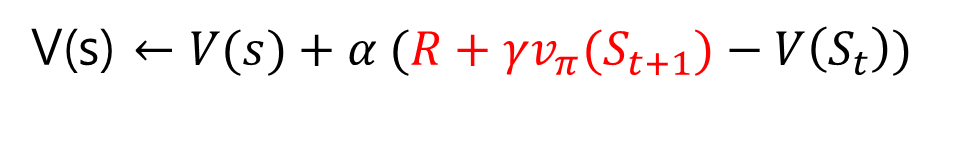 V(s) ← V(s) + α (R + γv_π(S_{t+1}) − V(S_t))